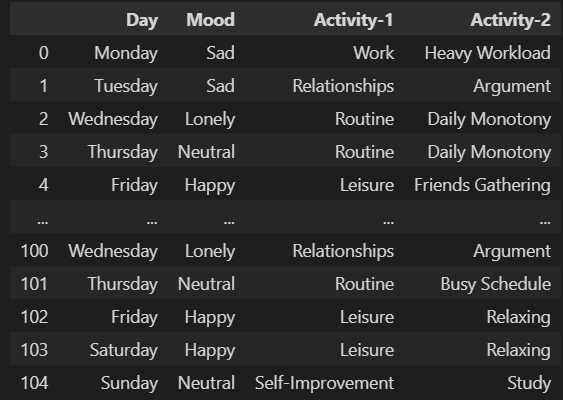 Day Mood Activity-1 Activity-2
0 Monday Sad Work Heavy Workload
1 Tuesday Sad Relationships Argument
2 Wednesday Lonely Routine Daily Monotony
3 Thursday Neutral Routine Daily Monotony
4 Friday Happy Leisure Friends Gathering
... ... ... ... ...
100 Wednesday Lonely Relationships Argument
101 Thursday Neutral Routine Busy Schedule
102 Friday Happy Leisure Relaxing
103 Saturday Happy Leisure Relaxing
104 Sunday Neutral Self-Improvement Study